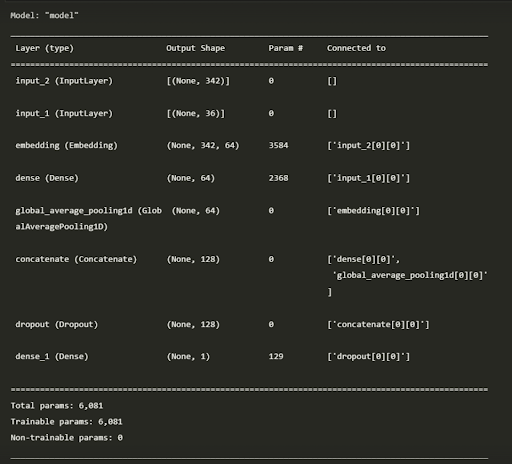 Model: "model"
Layer (type) Output Shape Param # Connected to
input_2 (InputLayer) [(None, 342)] 0 []
input_1 (InputLayer) [(None, 36)] 0 []
embedding (Embedding) (None, 342, 64) 3584 ['input_2[0][0]']
dense (Dense) (None, 64) 2368 ['input_1[0][0]']
global_average_pooling1d (Glob (None, 64) 0 ['embedding[0][0]']
alAveragePooling1D)
concatenate (Concatenate) (None, 128) 0 ['dense[0][0]',
'global_average_pooling1d[0][0]'
]
dropout (Dropout) (None, 128) 0 ['concatenate[0][0]']
dense_1 (Dense) (None, 1) 129 ['dropout[0][0]']
Total params: 6,081
Trainable params: 6,081
Non-trainable params: 0